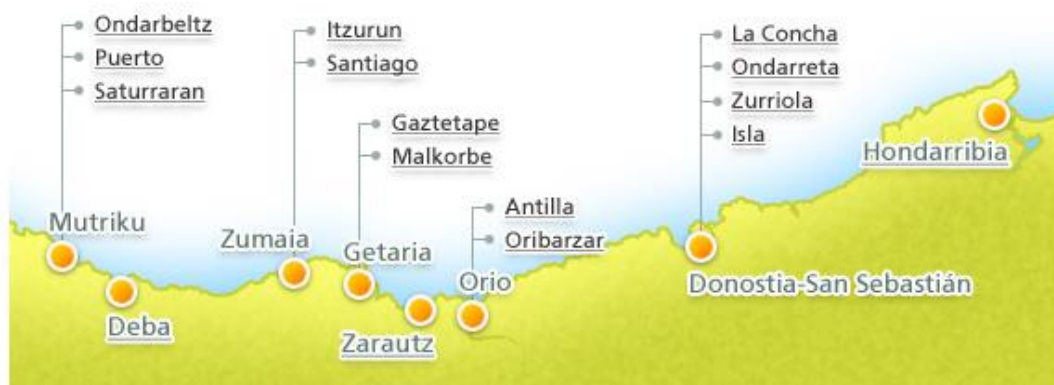 Ondarbeltz
Puerto
Saturraran
Itzurun
Santiago
Gaztetape
Malkorbe
Antilla
Oribarzar
La Concha
Ondarreta
Zurriola
Isla
Hondarribia
Mutriku
Zumaia
Getaria
Orio
Donostia-San Sebastián
Deba
Zarautz